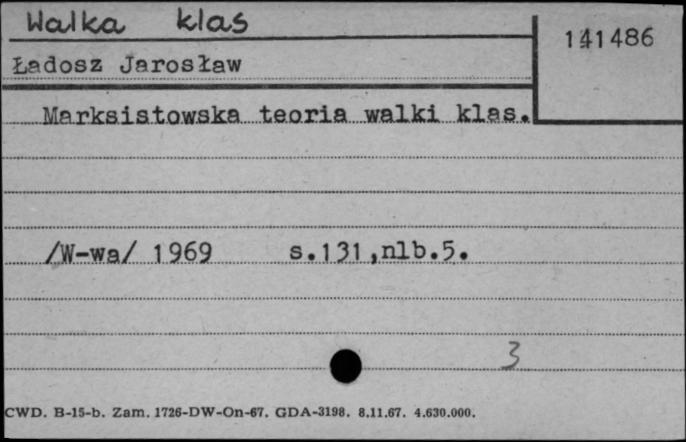 Walka klas
141486
Ładosz Jarosław
Marksistowska teoria walki klas.
/W-wa/ 1969 s.131,nlb.5.
3
CWD. B-15-b. Zam. 1726-DW-On-67. GDA-3198. 8.11.67. 4.630.000.